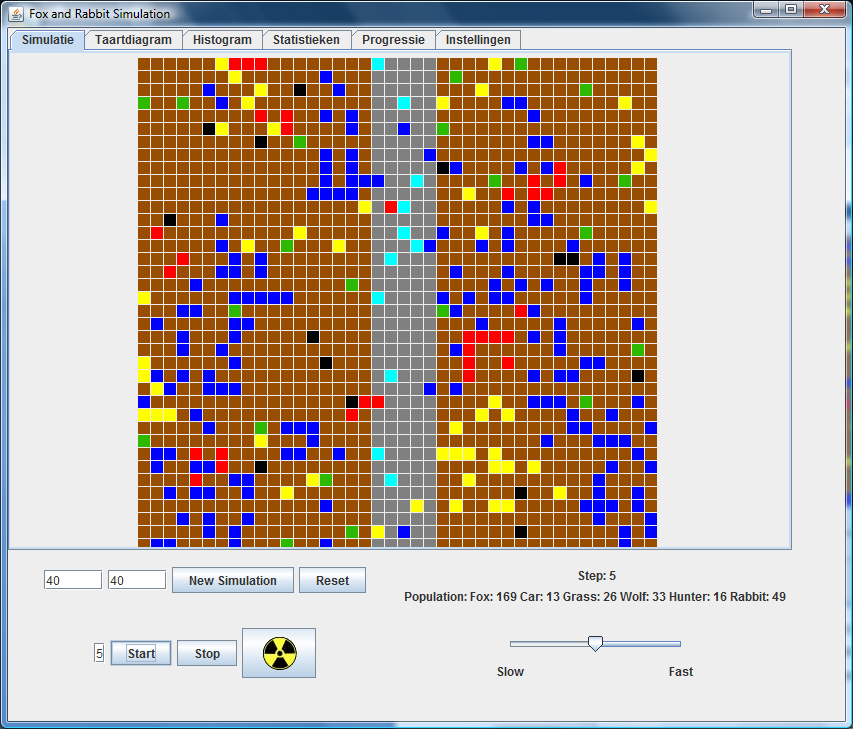 Fox and Rabbit Simulation
Simulatie Taartdiagram Histogram Statistieken Progressie Instellingen
40 40 New Simulation Reset
Step: 5
Population: Fox: 169 Car: 13 Grass: 26 Wolf: 33 Hunter: 16 Rabbit: 49
5 Start Stop
Slow Fast